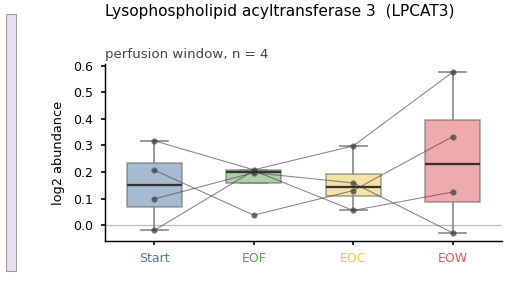 Lysophospholipid acyltransferase 3 (LPCAT3)
perfusion window, n = 4
log2 abundance
0.6
0.5
0.4
0.3
0.2
0.1
0.0
Start EOF EOC EOW